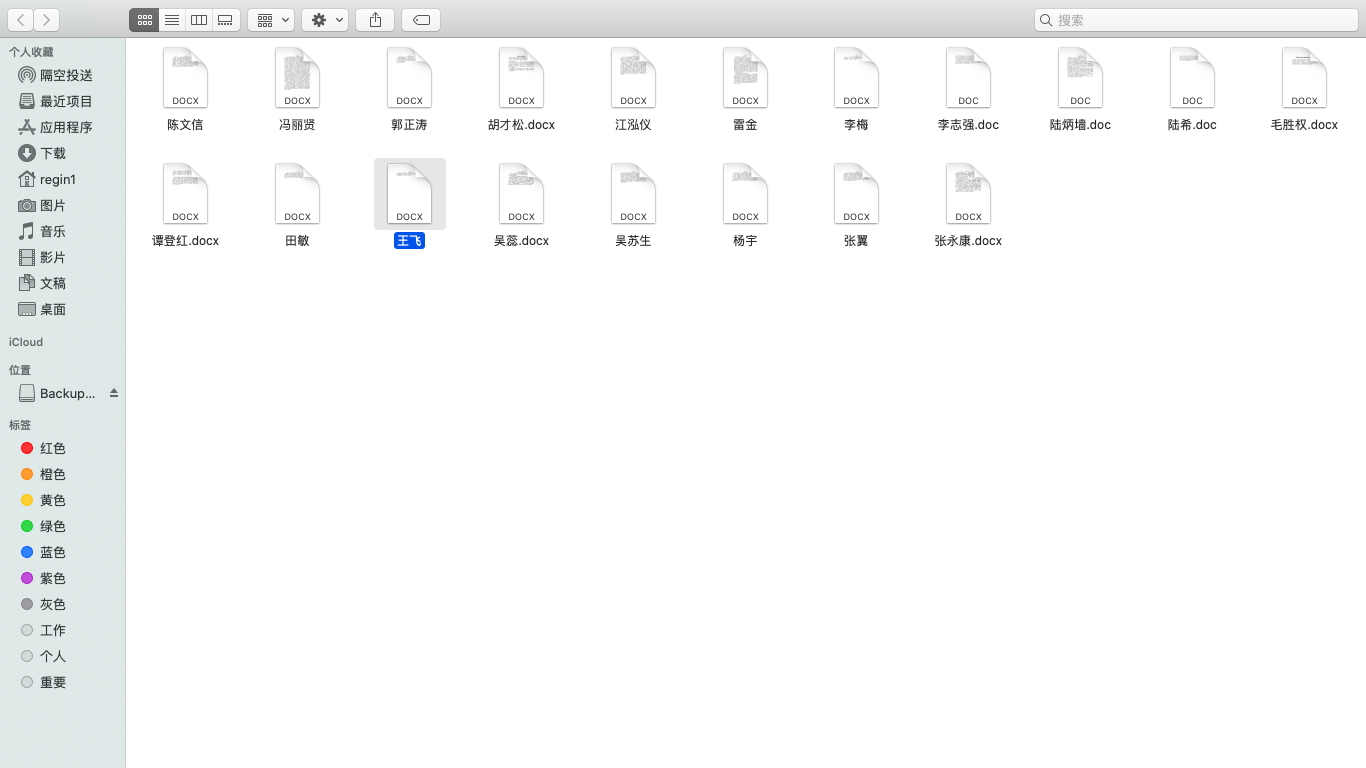 搜索
个人收藏
隔空投送
最近项目
应用程序
下载
regin1
图片
音乐
影片
文稿
桌面
iCloud
位置
Backup...
标签
红色
橙色
黄色
绿色
蓝色
紫色
灰色
工作
个人
重要
DOCX DOCX DOCX DOCX DOCX DOCX DOCX DOC DOC DOC DOCX
陈文信 冯丽贤 郭正涛 胡才松.docx 江泓仪 雷金 李梅 李志强.doc 陆炳墙.doc 陆希.doc 毛胜权.docx
DOCX DOCX DOCX DOCX DOCX DOCX DOCX DOCX
谭登红.docx 田敏 王飞 吴蕊.docx 吴苏生 杨宇 张翼 张永康.docx